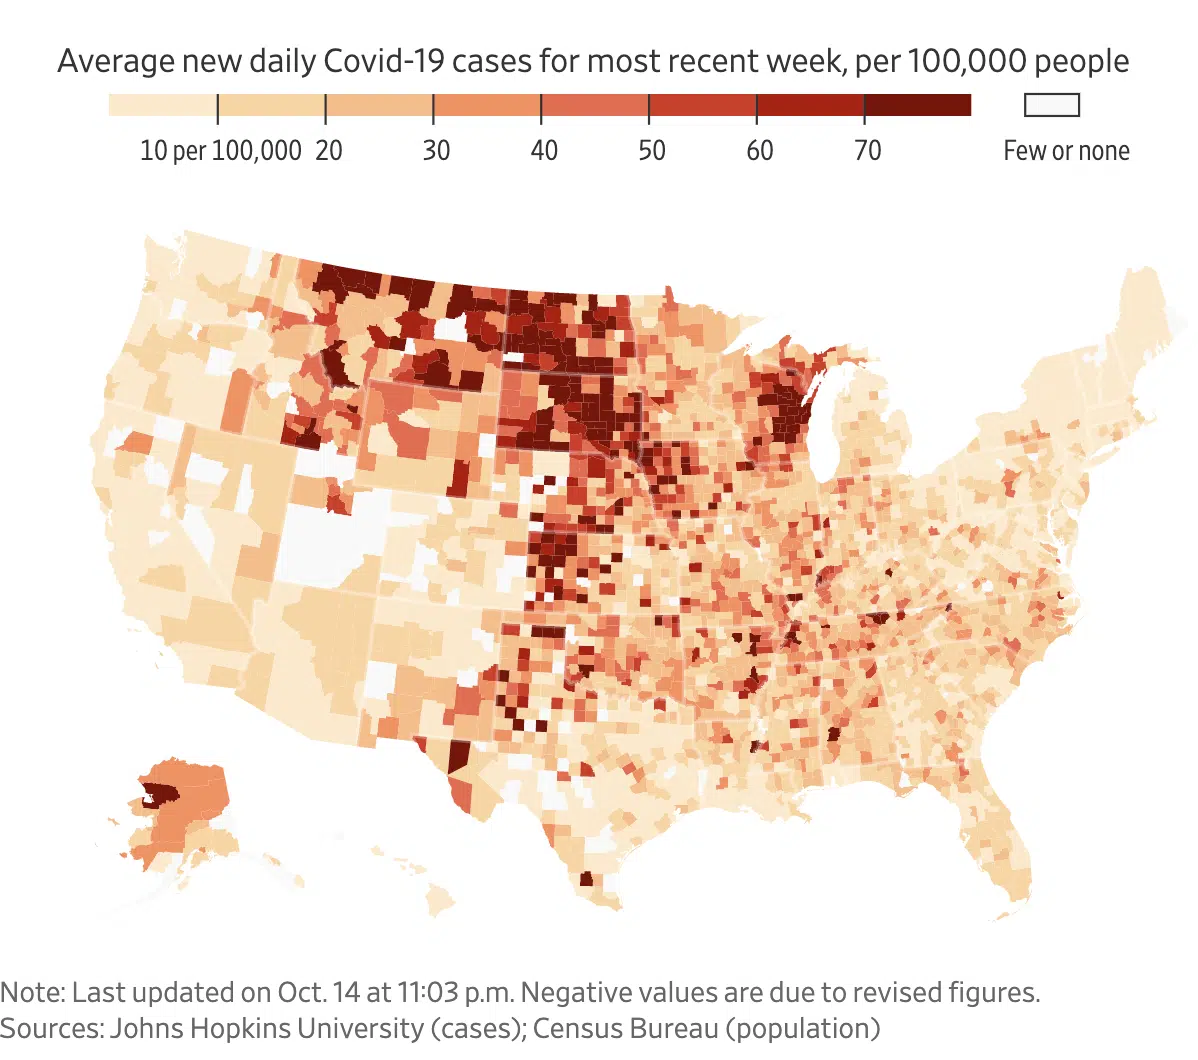 Average new daily Covid-19 cases for most recent week, per 100,000 people
10 per 100,000 20 30 40 50 60 70 Few or none
Note: Last updated on Oct. 14 at 11:03 p.m. Negative values are due to revised figures.
Sources: Johns Hopkins University (cases); Census Bureau (population)